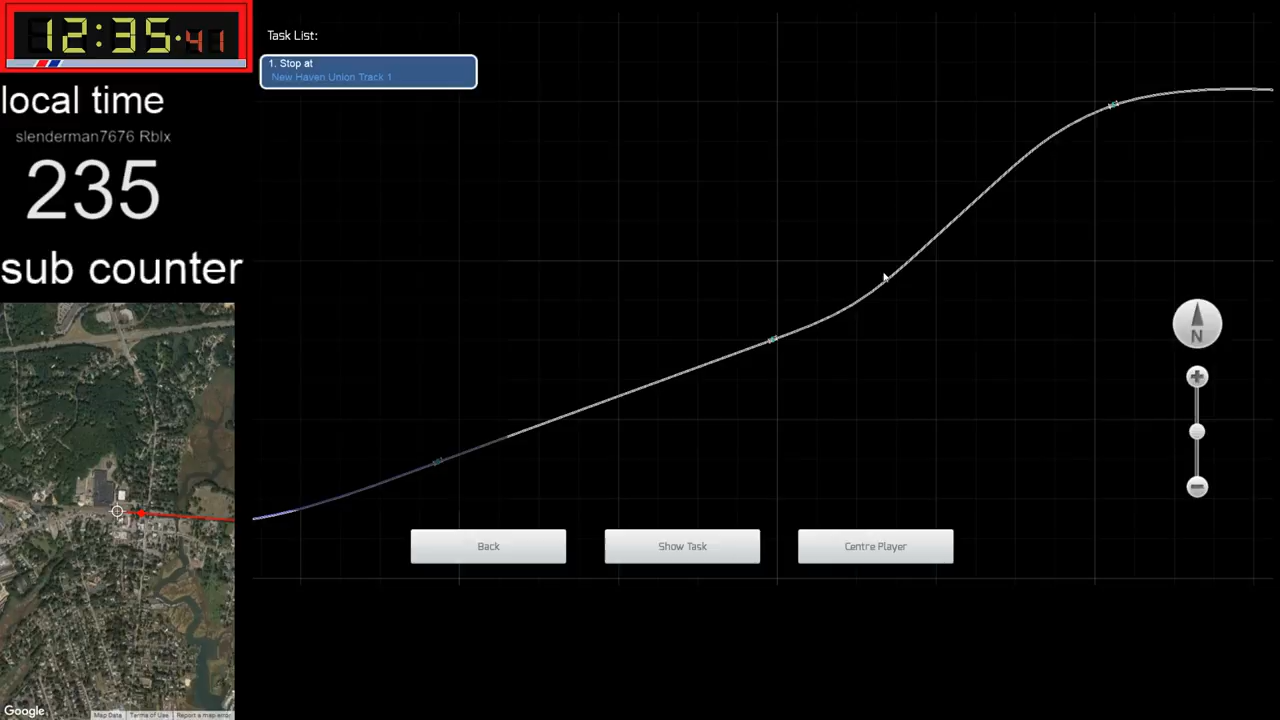 12:35.41
local time
slenderman7676 Rblx
235
sub counter
Google
Map Data
Terms of Use
Report a map error
Task List:
1. Stop at
New Haven Union Track 1
N
Back
Show Task
Centre Player